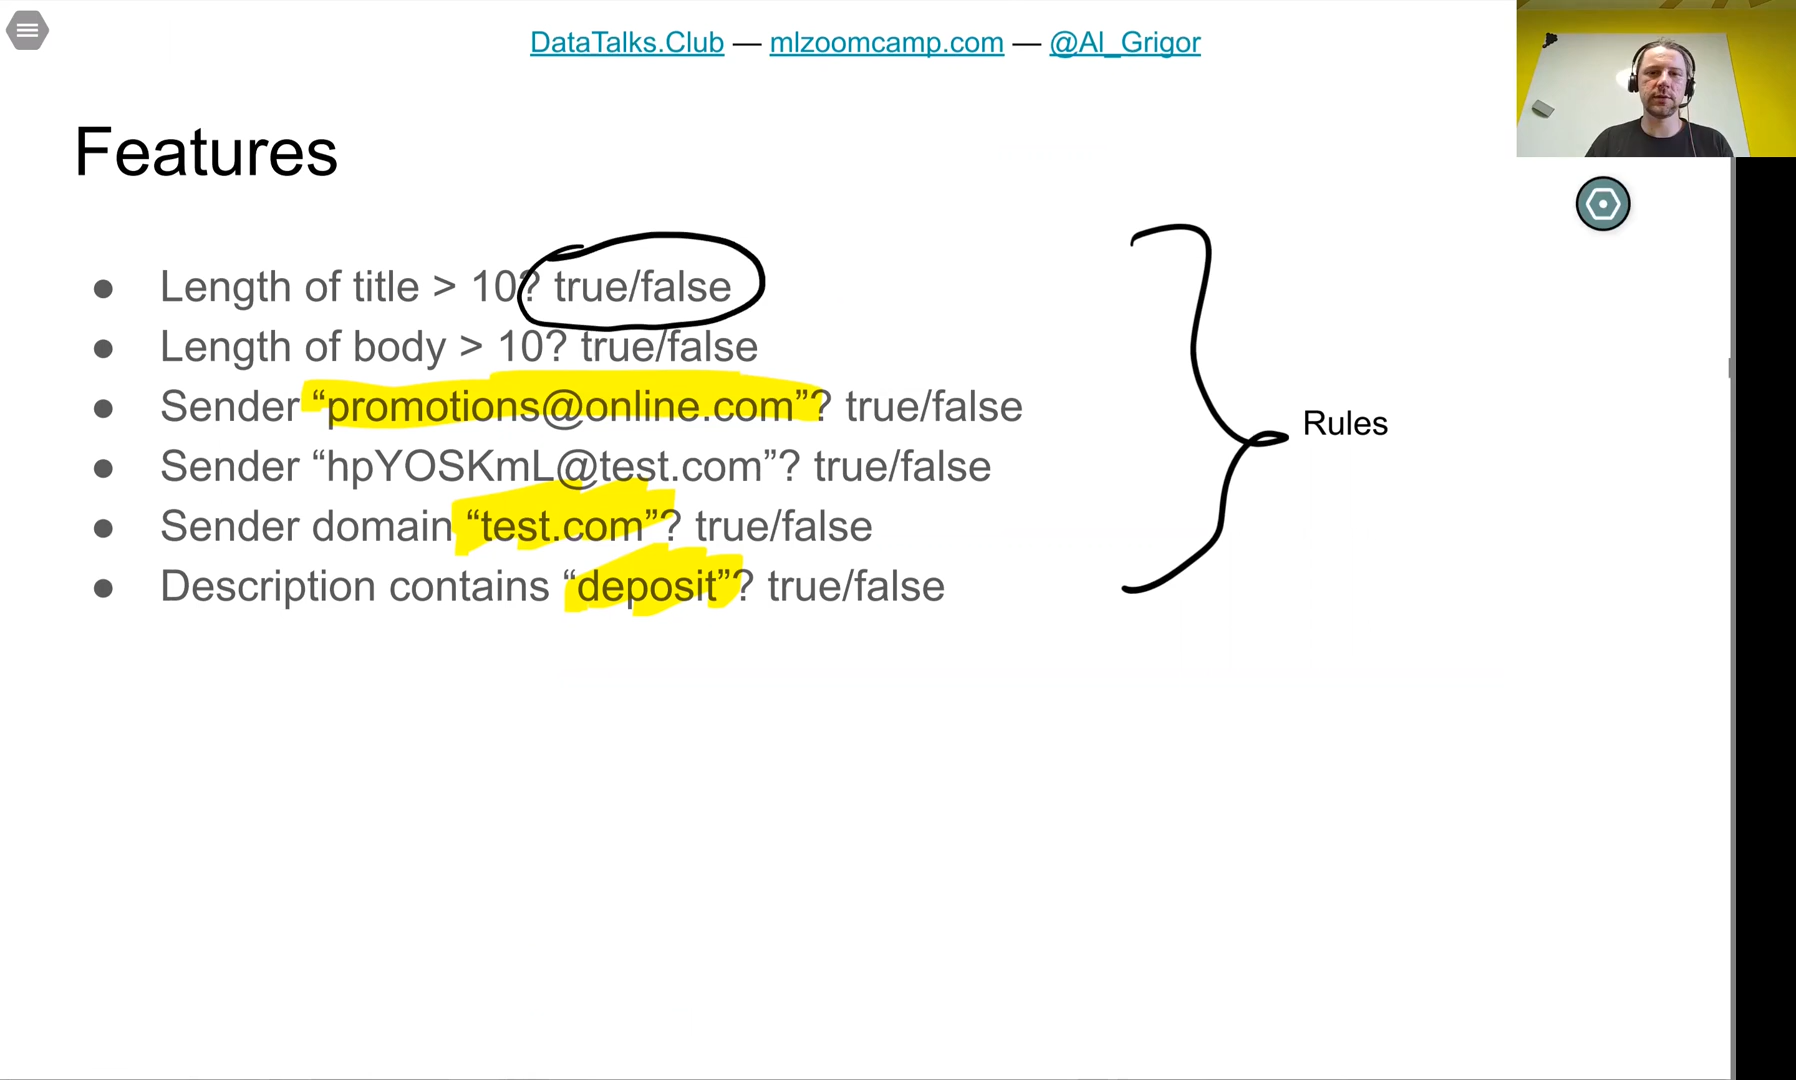 DataTalks.Club — mlzoomcamp.com — @Al_Grigor
Features
● Length of title > 10? true/false
● Length of body > 10? true/false
● Sender “promotions@online.com”? true/false
● Sender “hpYOSKmL@test.com”? true/false
● Sender domain “test.com”? true/false
● Description contains “deposit”? true/false
Rules